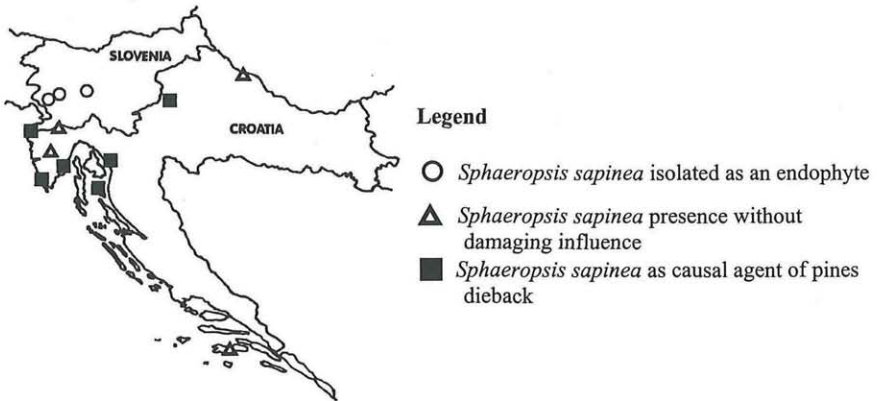 SLOVENIA
CROATIA
Legend
Sphaeropsis sapinea isolated as an endophyte
Sphaeropsis sapinea presence without
damaging influence
Sphaeropsis sapinea as causal agent of pines
dieback